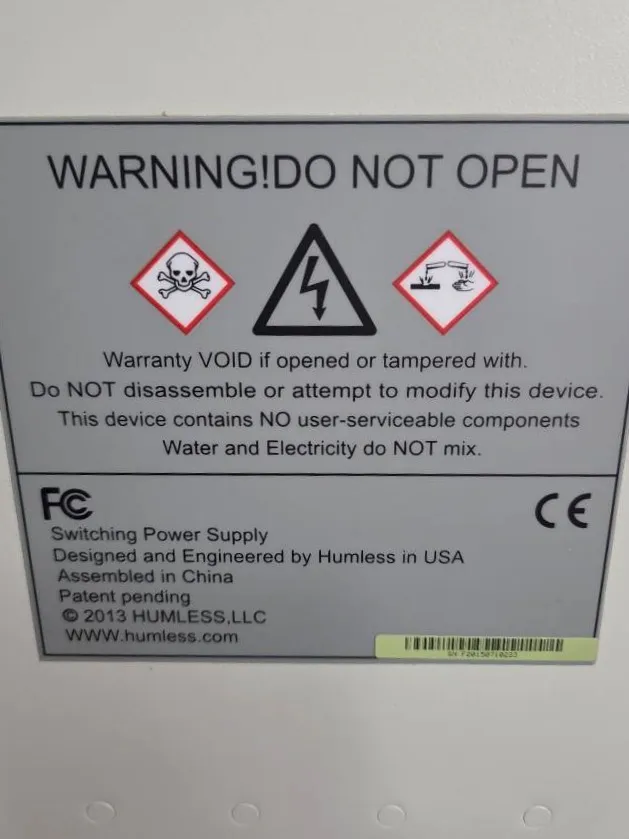 WARNING!DO NOT OPEN
Warranty VOID if opened or tampered with.
Do NOT disassemble or attempt to modify this device.
This device contains NO user-serviceable components
Water and Electricity do NOT mix.
FC
CE
Switching Power Supply
Designed and Engineered by Humless in USA
Assembled in China
Patent pending
© 2013 HUMLESS,LLC
WWW.humless.com